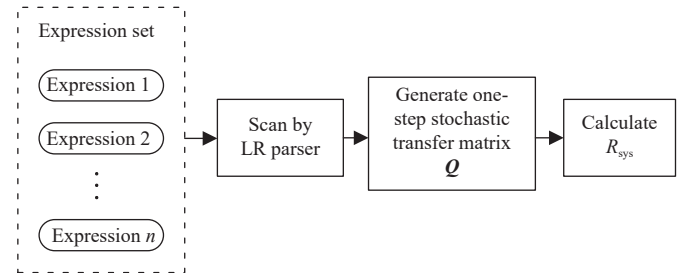 Expression set
Expression 1
Expression 2
Expression n
Scan by
LR parser
Generate one-
step stochastic
transfer matrix
Q
Calculate
Rsys